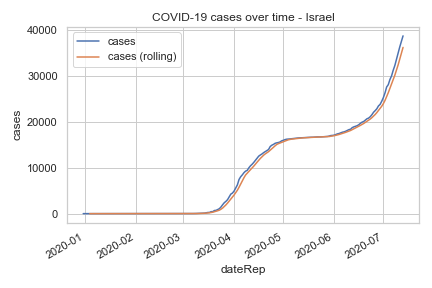 COVID-19 cases over time - Israel
cases
cases (rolling)
cases
40000
30000
20000
10000
0
2020-01
2020-02
2020-03
2020-04
2020-05
2020-06
2020-07
dateRep